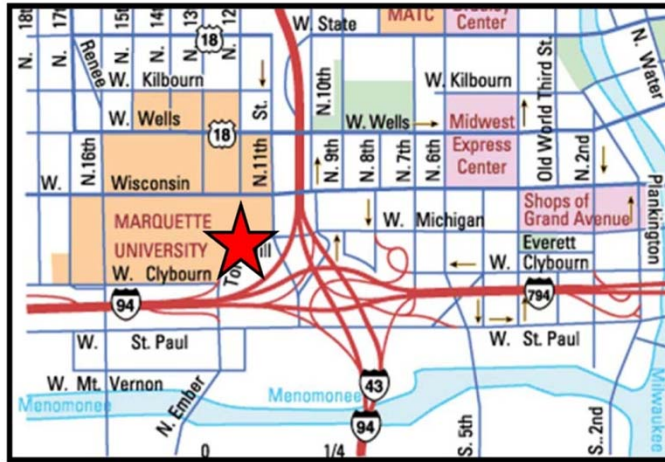 18th
N. 17th
Renee
N. 15th
N. 14th
N. 13th
N. 12
18
W. State
MATC
Center
Old World Third St.
N. Water
W. Kilbourn
W. Kilbourn
W. Wells
18
St.
N.10th
W. Wells
Midwest
Express
Center
N.16th
N.11th
N. 9th
N. 8th
N. 7th
N. 6th
N. 2nd
Plankington
W. Wisconsin
MARQUETTE
UNIVERSITY
W. Michigan
Shops of
Grand Avenue
Everett
W. Clybourn
W. Clybourn
94
794
W. St. Paul
W. St. Paul
W. Mt. Vernon
N. Ember
Menomonee
Menomonee
43
94
S. 5th
S.. 2nd
Milwaukee
0 1/4